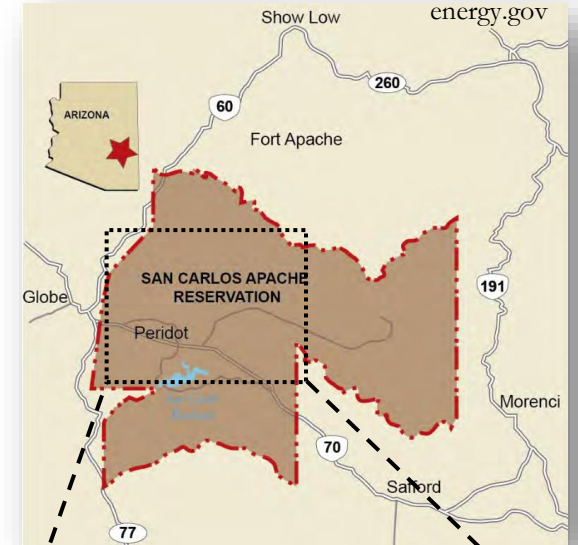 energy.gov
Show Low
260
60
ARIZONA
Fort Apache
SAN CARLOS APACHE
RESERVATION
191
Globe
Peridot
Morenci
70
Safford
77